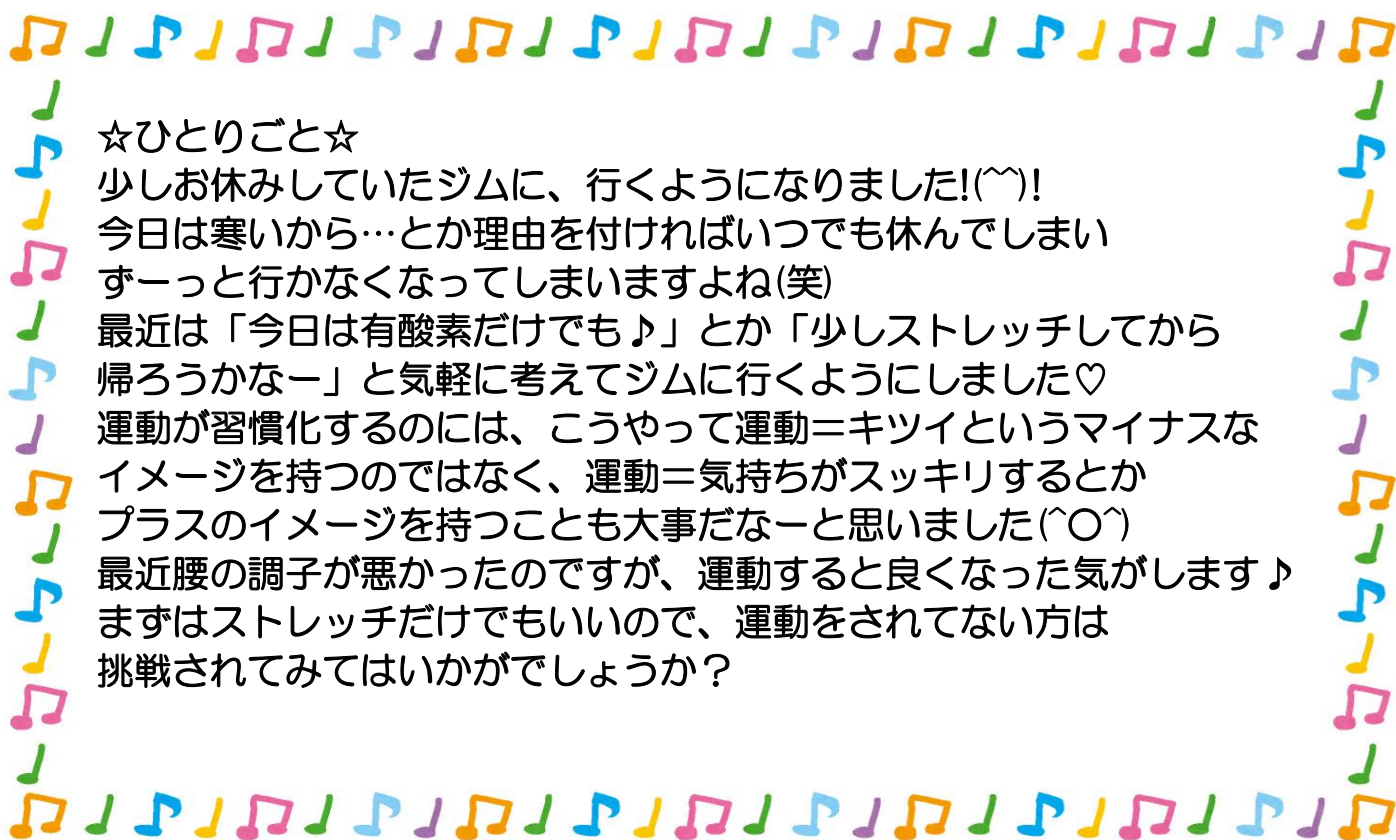 ☆ひとりごと☆
少しお休みしていたジムに、行くようになりました!(^^)!
今日は寒いから…とか理由を付ければいつでも休んでしまい
ずーっと行かなくなってしまいますよね(笑)
最近は「今日は有酸素だけでも♪」とか「少しストレッチしてから
帰ろうかなー」と気軽に考えてジムに行くようにしました♡
運動が習慣化するのには、こうやって運動＝キツイというマイナスな
イメージを持つのではなく、運動＝気持ちがスッキリするとか
プラスのイメージを持つことも大事だなーと思いました(^〇^)
最近腰の調子が悪かったのですが、運動すると良くなった気がします♪
まずはストレッチだけでもいいので、運動をされてない方は
挑戦されてみてはいかがでしょうか？